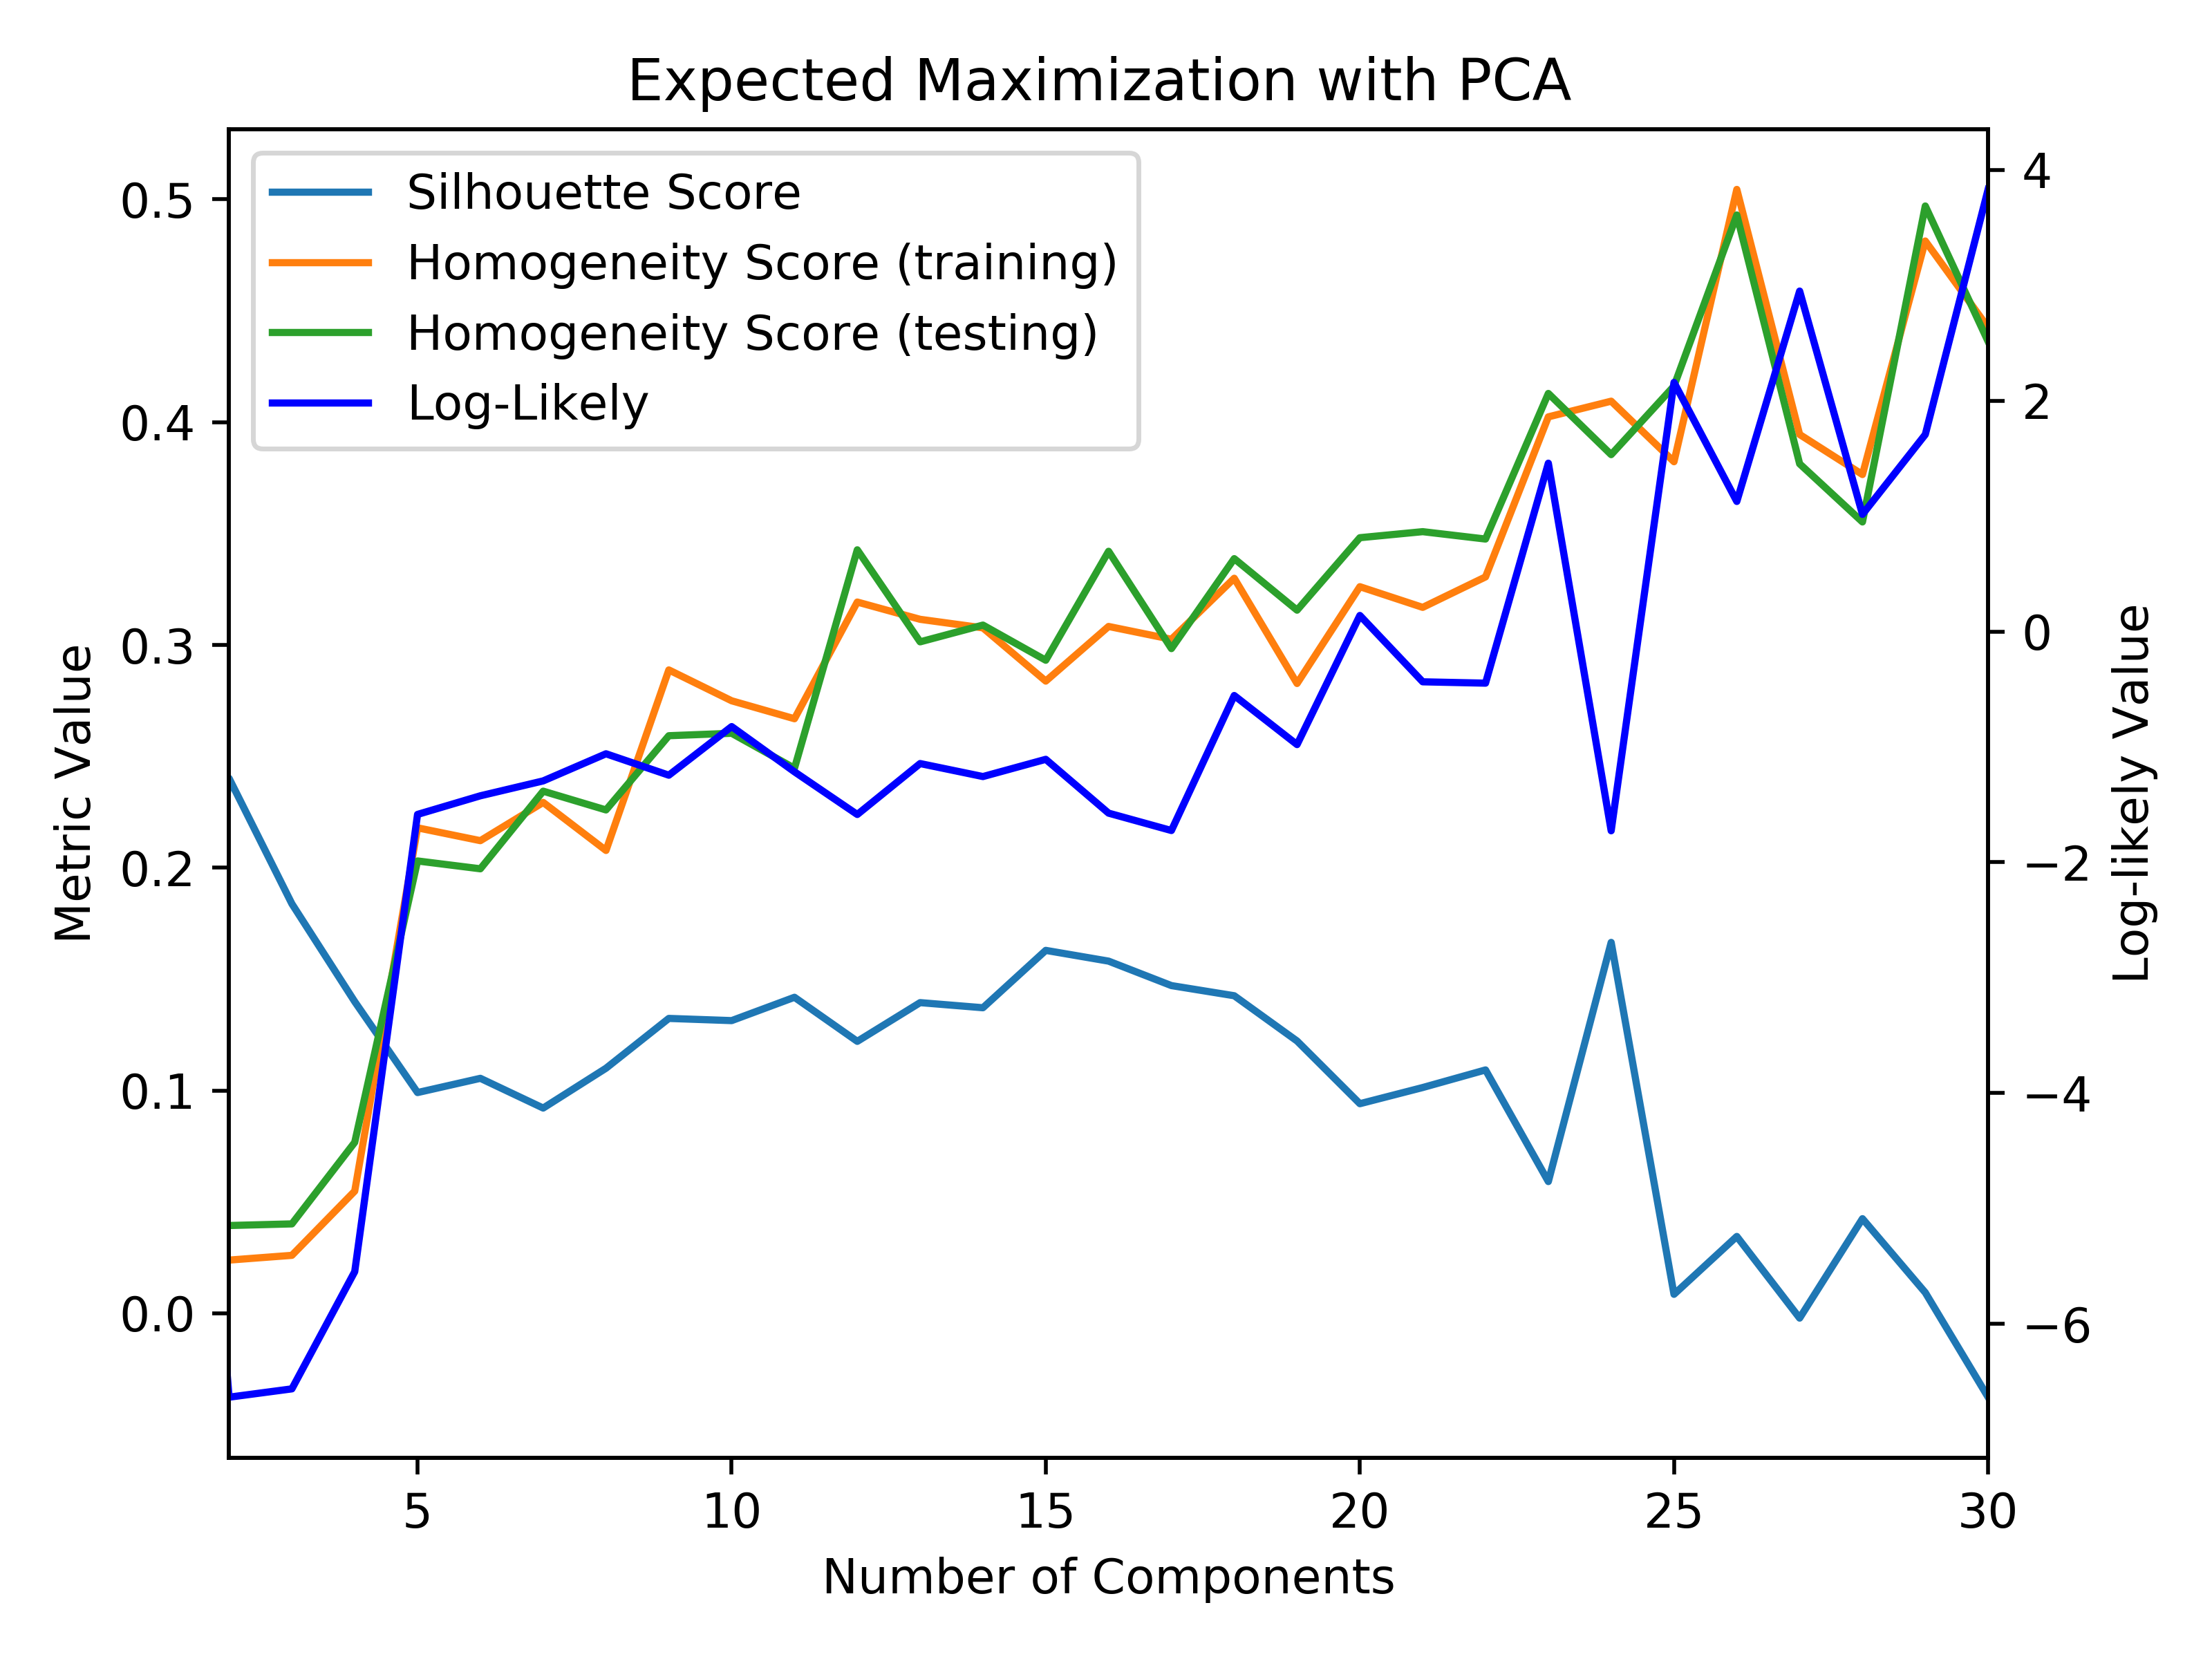 Expected Maximization with PCA
Silhouette Score
Homogeneity Score (training)
Homogeneity Score (testing)
Log-Likely
0.5
0.4
0.3
0.2
0.1
0.0
Metric Value
4
2
0
−2
−4
−6
Log-likely Value
5 10 15 20 25 30
Number of Components